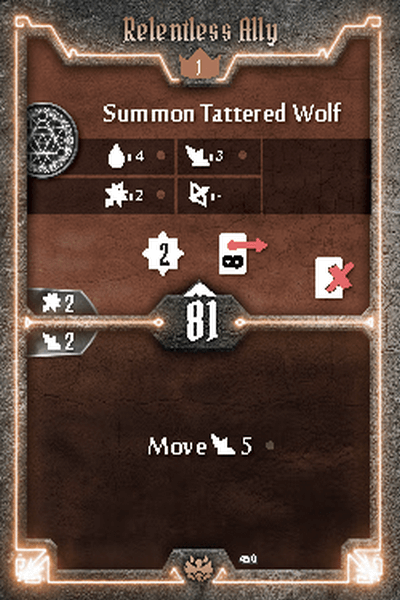 Relentless Ally
1
Summon Tattered Wolf
: 4 : 3
: 2 : -
2
2
81
2
Move 5